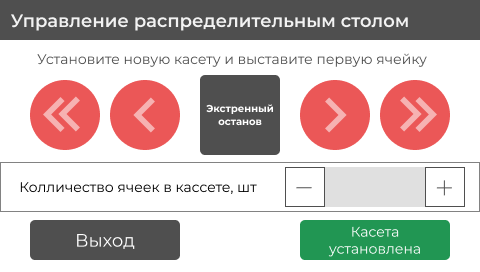 Управление распределительным столом
Установите новую касету и выставите первую ячейку
Экстренный
останов
Колличество ячеек в кассете, шт
Выход
Касета
установлена